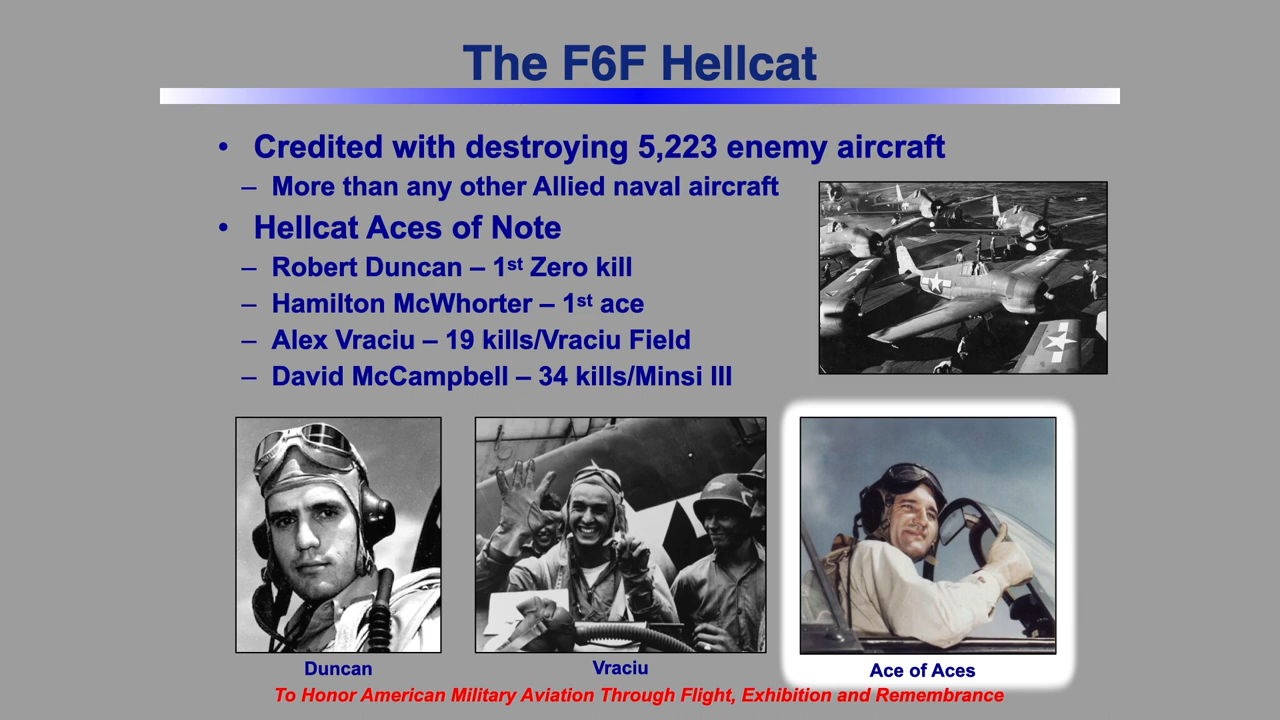 The F6F Hellcat
• Credited with destroying 5,223 enemy aircraft
– More than any other Allied naval aircraft
• Hellcat Aces of Note
– Robert Duncan – 1st Zero kill
– Hamilton McWhorter – 1st ace
– Alex Vraciu – 19 kills/Vraciu Field
– David McCampbell – 34 kills/Minsi III
Duncan
Vraciu
Ace of Aces
To Honor American Military Aviation Through Flight, Exhibition and Remembrance